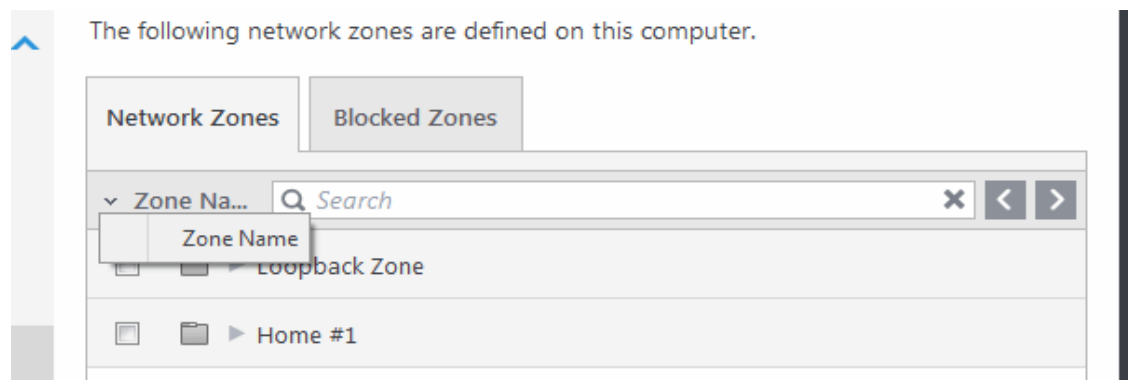 The following network zones are defined on this computer.
Network Zones Blocked Zones
Zone Na... Search
Zone Name
Loopback Zone
Home #1